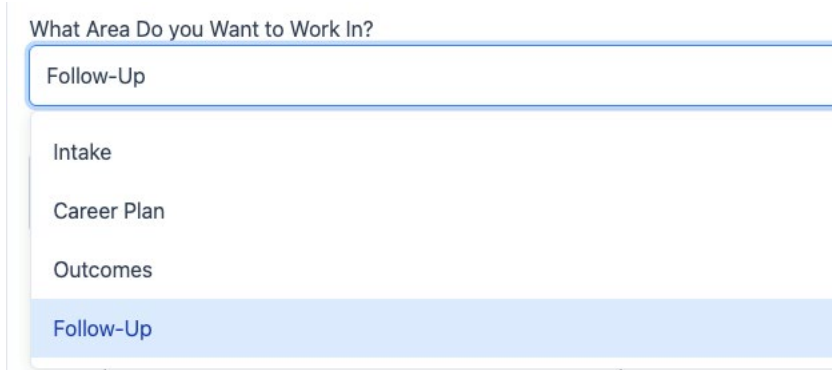 What Area Do you Want to Work In?
Follow-Up
Intake
Career Plan
Outcomes
Follow-Up